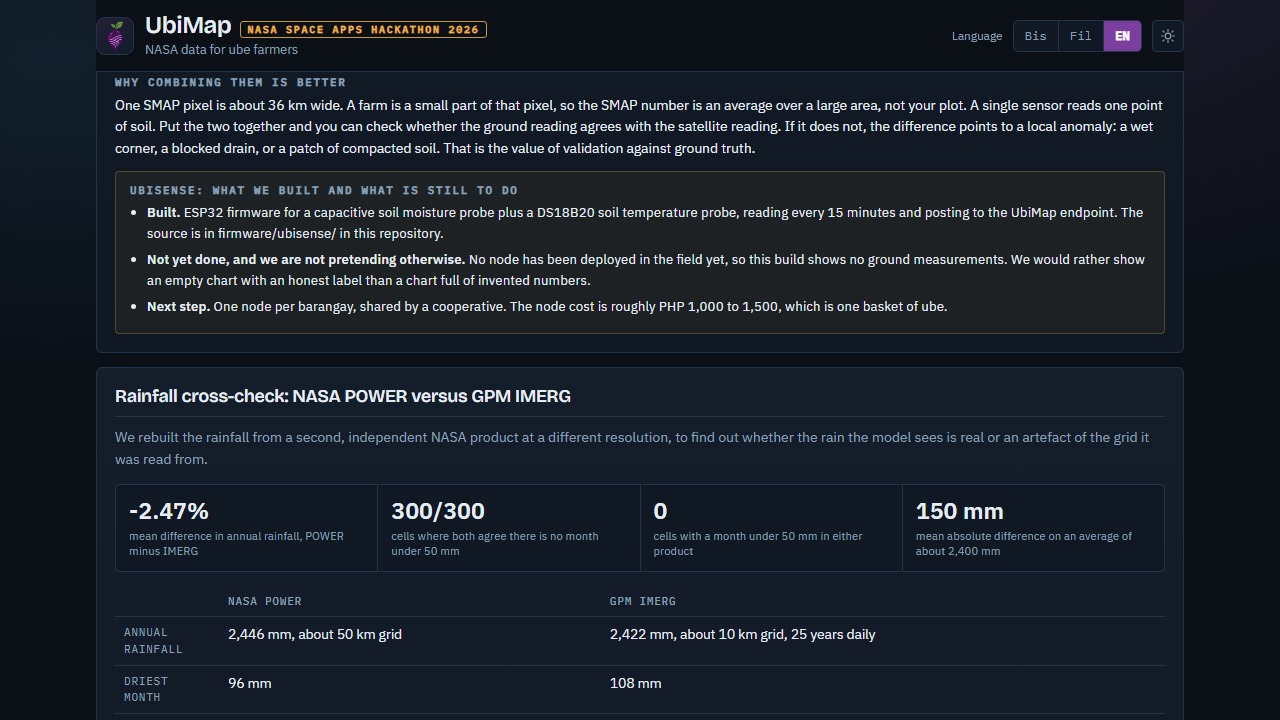 UbiMap NASA SPACE APPS HACKATHON 2026
NASA data for ube farmers
Language Bis Fil EN
WHY COMBINING THEM IS BETTER
One SMAP pixel is about 36 km wide. A farm is a small part of that pixel, so the SMAP number is an average over a large area, not your plot. A single sensor reads one point
of soil. Put the two together and you can check whether the ground reading agrees with the satellite reading. If it does not, the difference points to a local anomaly: a wet
corner, a blocked drain, or a patch of compacted soil. That is the value of validation against ground truth.
UBISENSE: WHAT WE BUILT AND WHAT IS STILL TO DO
• Built. ESP32 firmware for a capacitive soil moisture probe plus a DS18B20 soil temperature probe, reading every 15 minutes and posting to the UbiMap endpoint. The
source is in firmware/ubisense/ in this repository.
• Not yet done, and we are not pretending otherwise. No node has been deployed in the field yet, so this build shows no ground measurements. We would rather show
an empty chart with an honest label than a chart full of invented numbers.
• Next step. One node per barangay, shared by a cooperative. The node cost is roughly PHP 1,000 to 1,500, which is one basket of ube.
Rainfall cross-check: NASA POWER versus GPM IMERG
We rebuilt the rainfall from a second, independent NASA product at a different resolution, to find out whether the rain the model sees is real or an artefact of the grid it
was read from.
-2.47%
mean difference in annual rainfall, POWER
minus IMERG
300/300
cells where both agree there is no month
under 50 mm
0
cells with a month under 50 mm in either
product
150 mm
mean absolute difference on an average of
about 2,400 mm
NASA POWER GPM IMERG
ANNUAL
RAINFALL
2,446 mm, about 50 km grid
2,422 mm, about 10 km grid, 25 years daily
DRIEST
MONTH
96 mm
108 mm